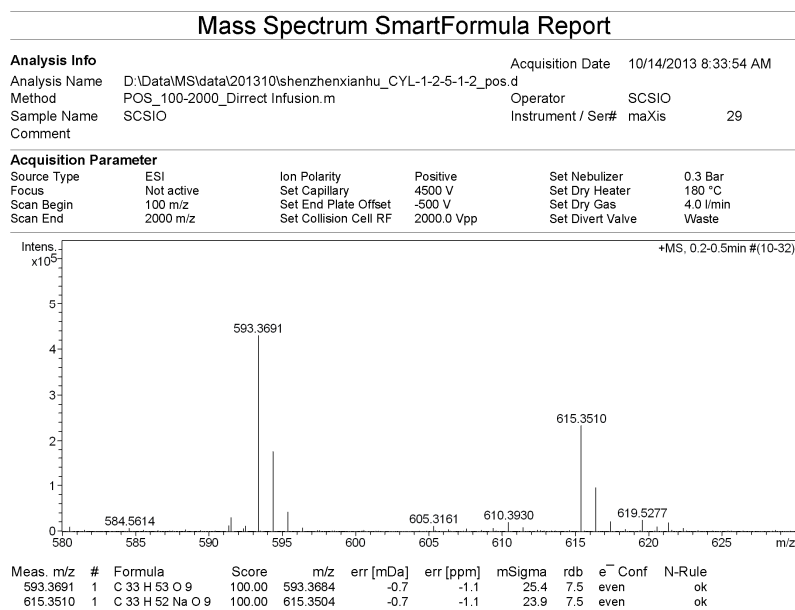 Mass Spectrum SmartFormula Report
Analysis Info
Acquisition Date 10/14/2013 8:33:54 AM
Analysis Name D:\Data\MS\data\201310\shenzhenxianhu_CYL-1-2-5-1-2_pos.d
Method POS_100-2000_Dirrect Infusion.m Operator SCSIO
Sample Name SCSIO Instrument / Ser# maXis 29
Comment
Acquisition Parameter
Source Type ESI Ion Polarity Positive Set Nebulizer 0.3 Bar
Focus Not active Set Capillary 4500 V Set Dry Heater 180 °C
Scan Begin 100 m/z Set End Plate Offset -500 V Set Dry Gas 4.0 l/min
Scan End 2000 m/z Set Collision Cell RF 2000.0 Vpp Set Divert Valve Waste
Intens. +MS, 0.2-0.5min #(10-32)
x10⁵
5
593.3691
4
3
615.3510
2
1
584.5614 605.3161 610.3930 619.5277
0
580 585 590 595 600 605 610 615 620 625 m/z
Meas. m/z # Formula Score m/z err [mDa] err [ppm] mSigma rdb e⁻ Conf N-Rule
593.3691 1 C 33 H 53 O 9 100.00 593.3684 -0.7 -1.1 25.4 7.5 even ok
615.3510 1 C 33 H 52 Na O 9 100.00 615.3504 -0.7 -1.1 23.9 7.5 even ok